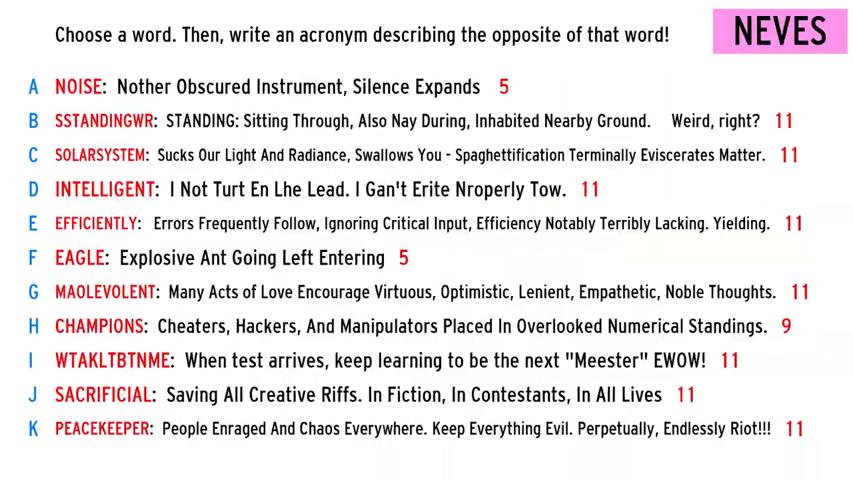 Choose a word. Then, write an acronym describing the opposite of that word!
NEVES
A NOISE: Nother Obscured Instrument, Silence Expands 5
B SSTANDINGWR: STANDING: Sitting Through, Also Nay During, Inhabited Nearby Ground. Weird, right? 11
C SOLARSYSTEM: Sucks Our Light And Radiance, Swallows You - Spaghettification Terminally Eviscerates Matter. 11
D INTELLIGENT: I Not Turt En Lhe Lead. I Gan't Erite Nroperly Tow. 11
E EFFICIENTLY: Errors Frequently Follow, Ignoring Critical Input, Efficiency Notably Terribly Lacking. Yielding. 11
F EAGLE: Explosive Ant Going Left Entering 5
G MAOLEVOLENT: Many Acts of Love Encourage Virtuous, Optimistic, Lenient, Empathetic, Noble Thoughts. 11
H CHAMPIONS: Cheaters, Hackers, And Manipulators Placed In Overlooked Numerical Standings. 9
I WTAKLTBTNME: When test arrives, keep learning to be the next "Meester" EWOW! 11
J SACRIFICIAL: Saving All Creative Riffs. In Fiction, In Contestants, In All Lives 11
K PEACEKEEPER: People Enraged And Chaos Everywhere. Keep Everything Evil. Perpetually, Endlessly Riot!!! 11